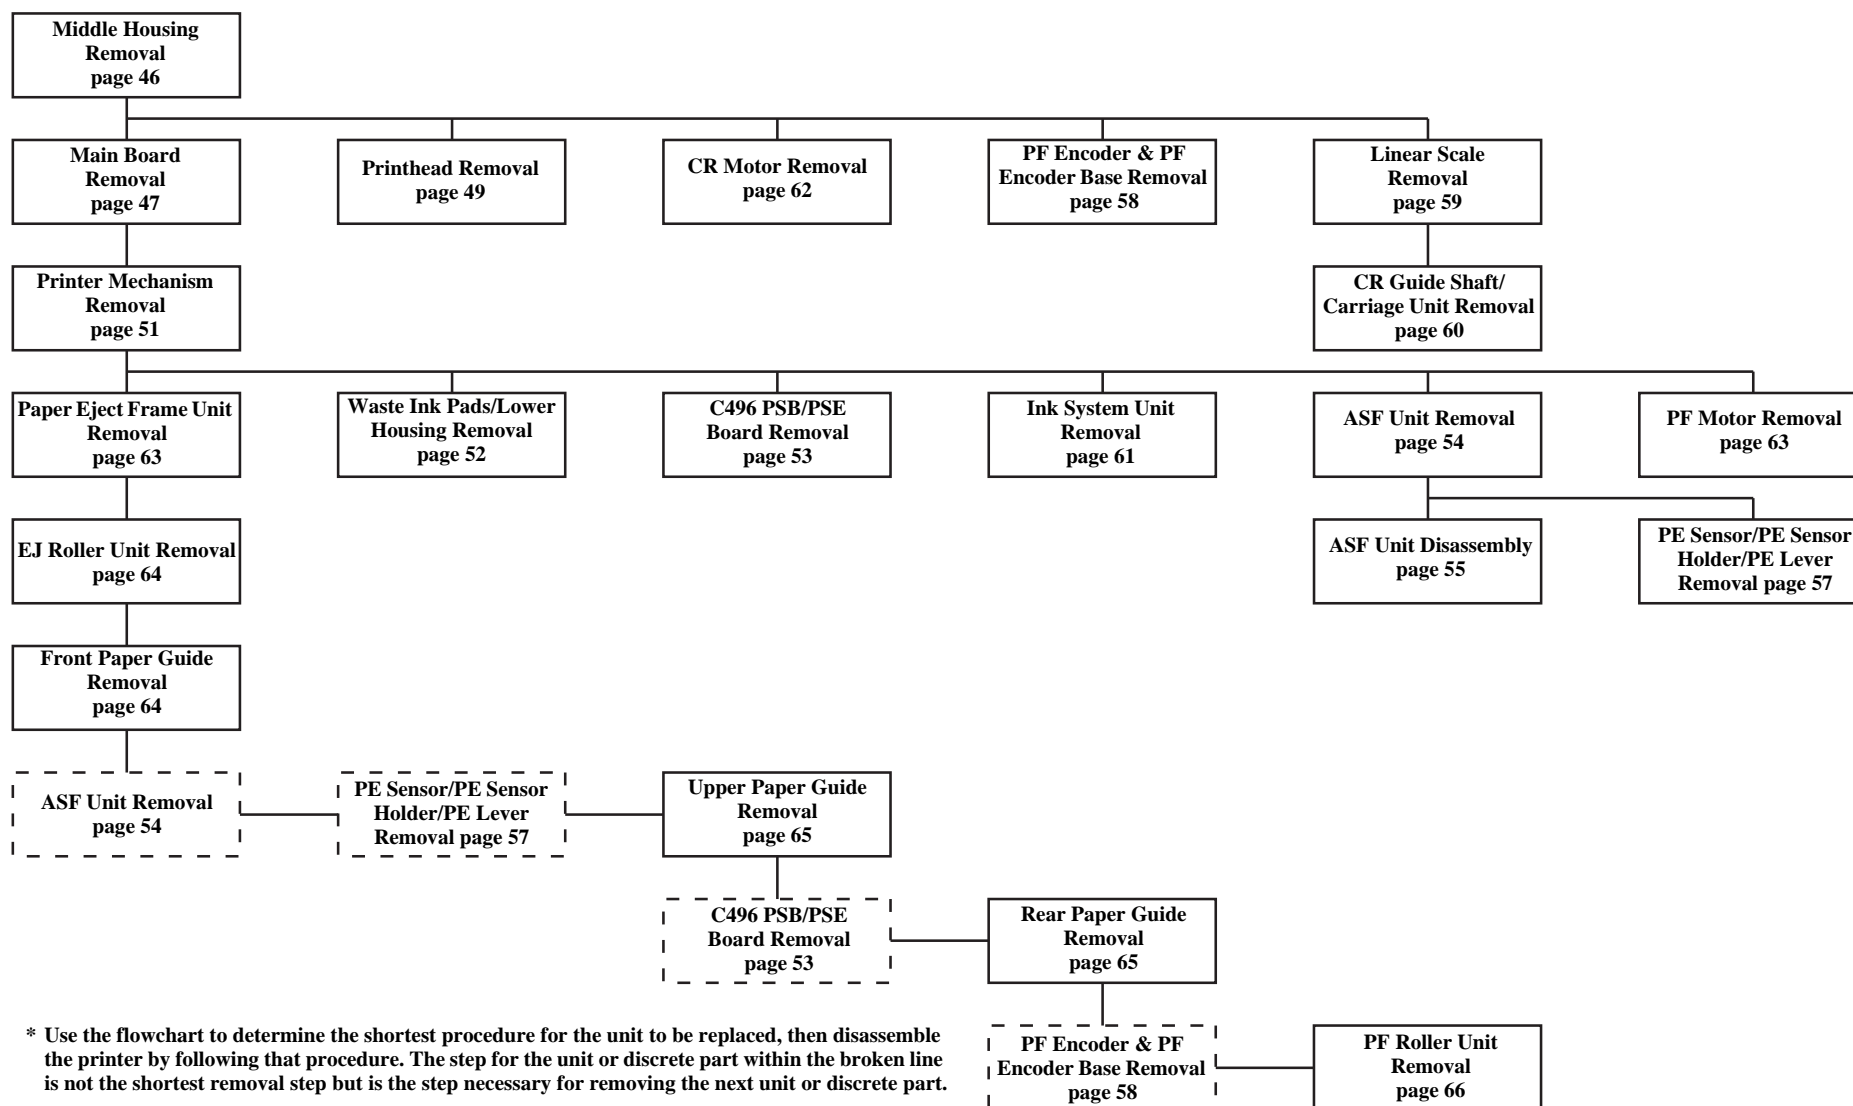 Middle Housing
Removal
page 46
Main Board
Removal
page 47
Printhead Removal
page 49
CR Motor Removal
page 62
PF Encoder & PF
Encoder Base Removal
page 58
Linear Scale
Removal
page 59
Printer Mechanism
Removal
page 51
CR Guide Shaft/
Carriage Unit Removal
page 60
Paper Eject Frame Unit
Removal
page 63
Waste Ink Pads/Lower
Housing Removal
page 52
C496 PSB/PSE
Board Removal
page 53
Ink System Unit
Removal
page 61
ASF Unit Removal
page 54
PF Motor Removal
page 63
EJ Roller Unit Removal
page 64
ASF Unit Disassembly
page 55
PE Sensor/PE Sensor
Holder/PE Lever
Removal page 57
Front Paper Guide
Removal
page 64
ASF Unit Removal
page 54
PE Sensor/PE Sensor
Holder/PE Lever
Removal page 57
Upper Paper Guide
Removal
page 65
C496 PSB/PSE
Board Removal
page 53
Rear Paper Guide
Removal
page 65
PF Encoder & PF
Encoder Base Removal
page 58
PF Roller Unit
Removal
page 66
* Use the flowchart to determine the shortest procedure for the unit to be replaced, then disassemble
the printer by following that procedure. The step for the unit or discrete part within the broken line
is not the shortest removal step but is the step necessary for removing the next unit or discrete part.